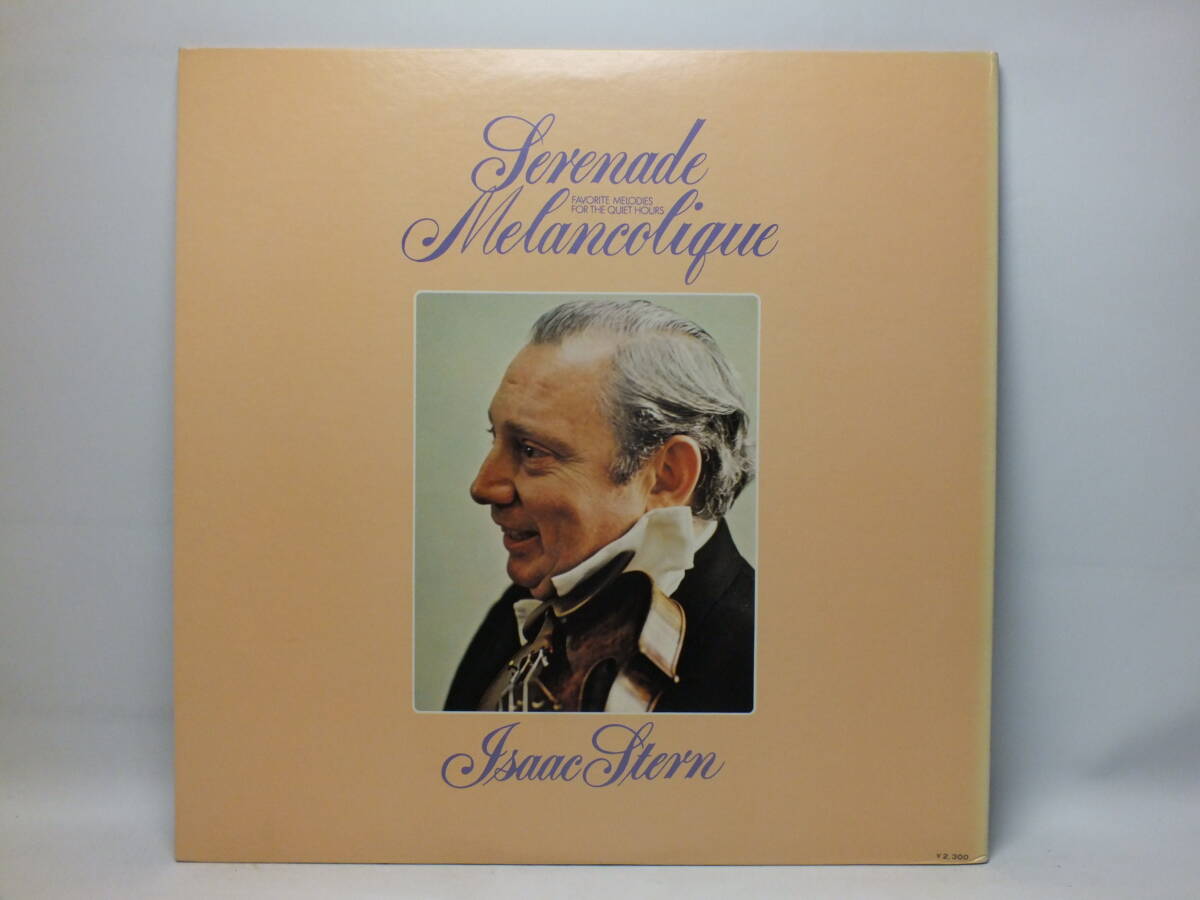 Serenade
FAVORITE MELODIES
FOR THE QUIET HOURS
Melancolique
Isaac Stern
¥2,300